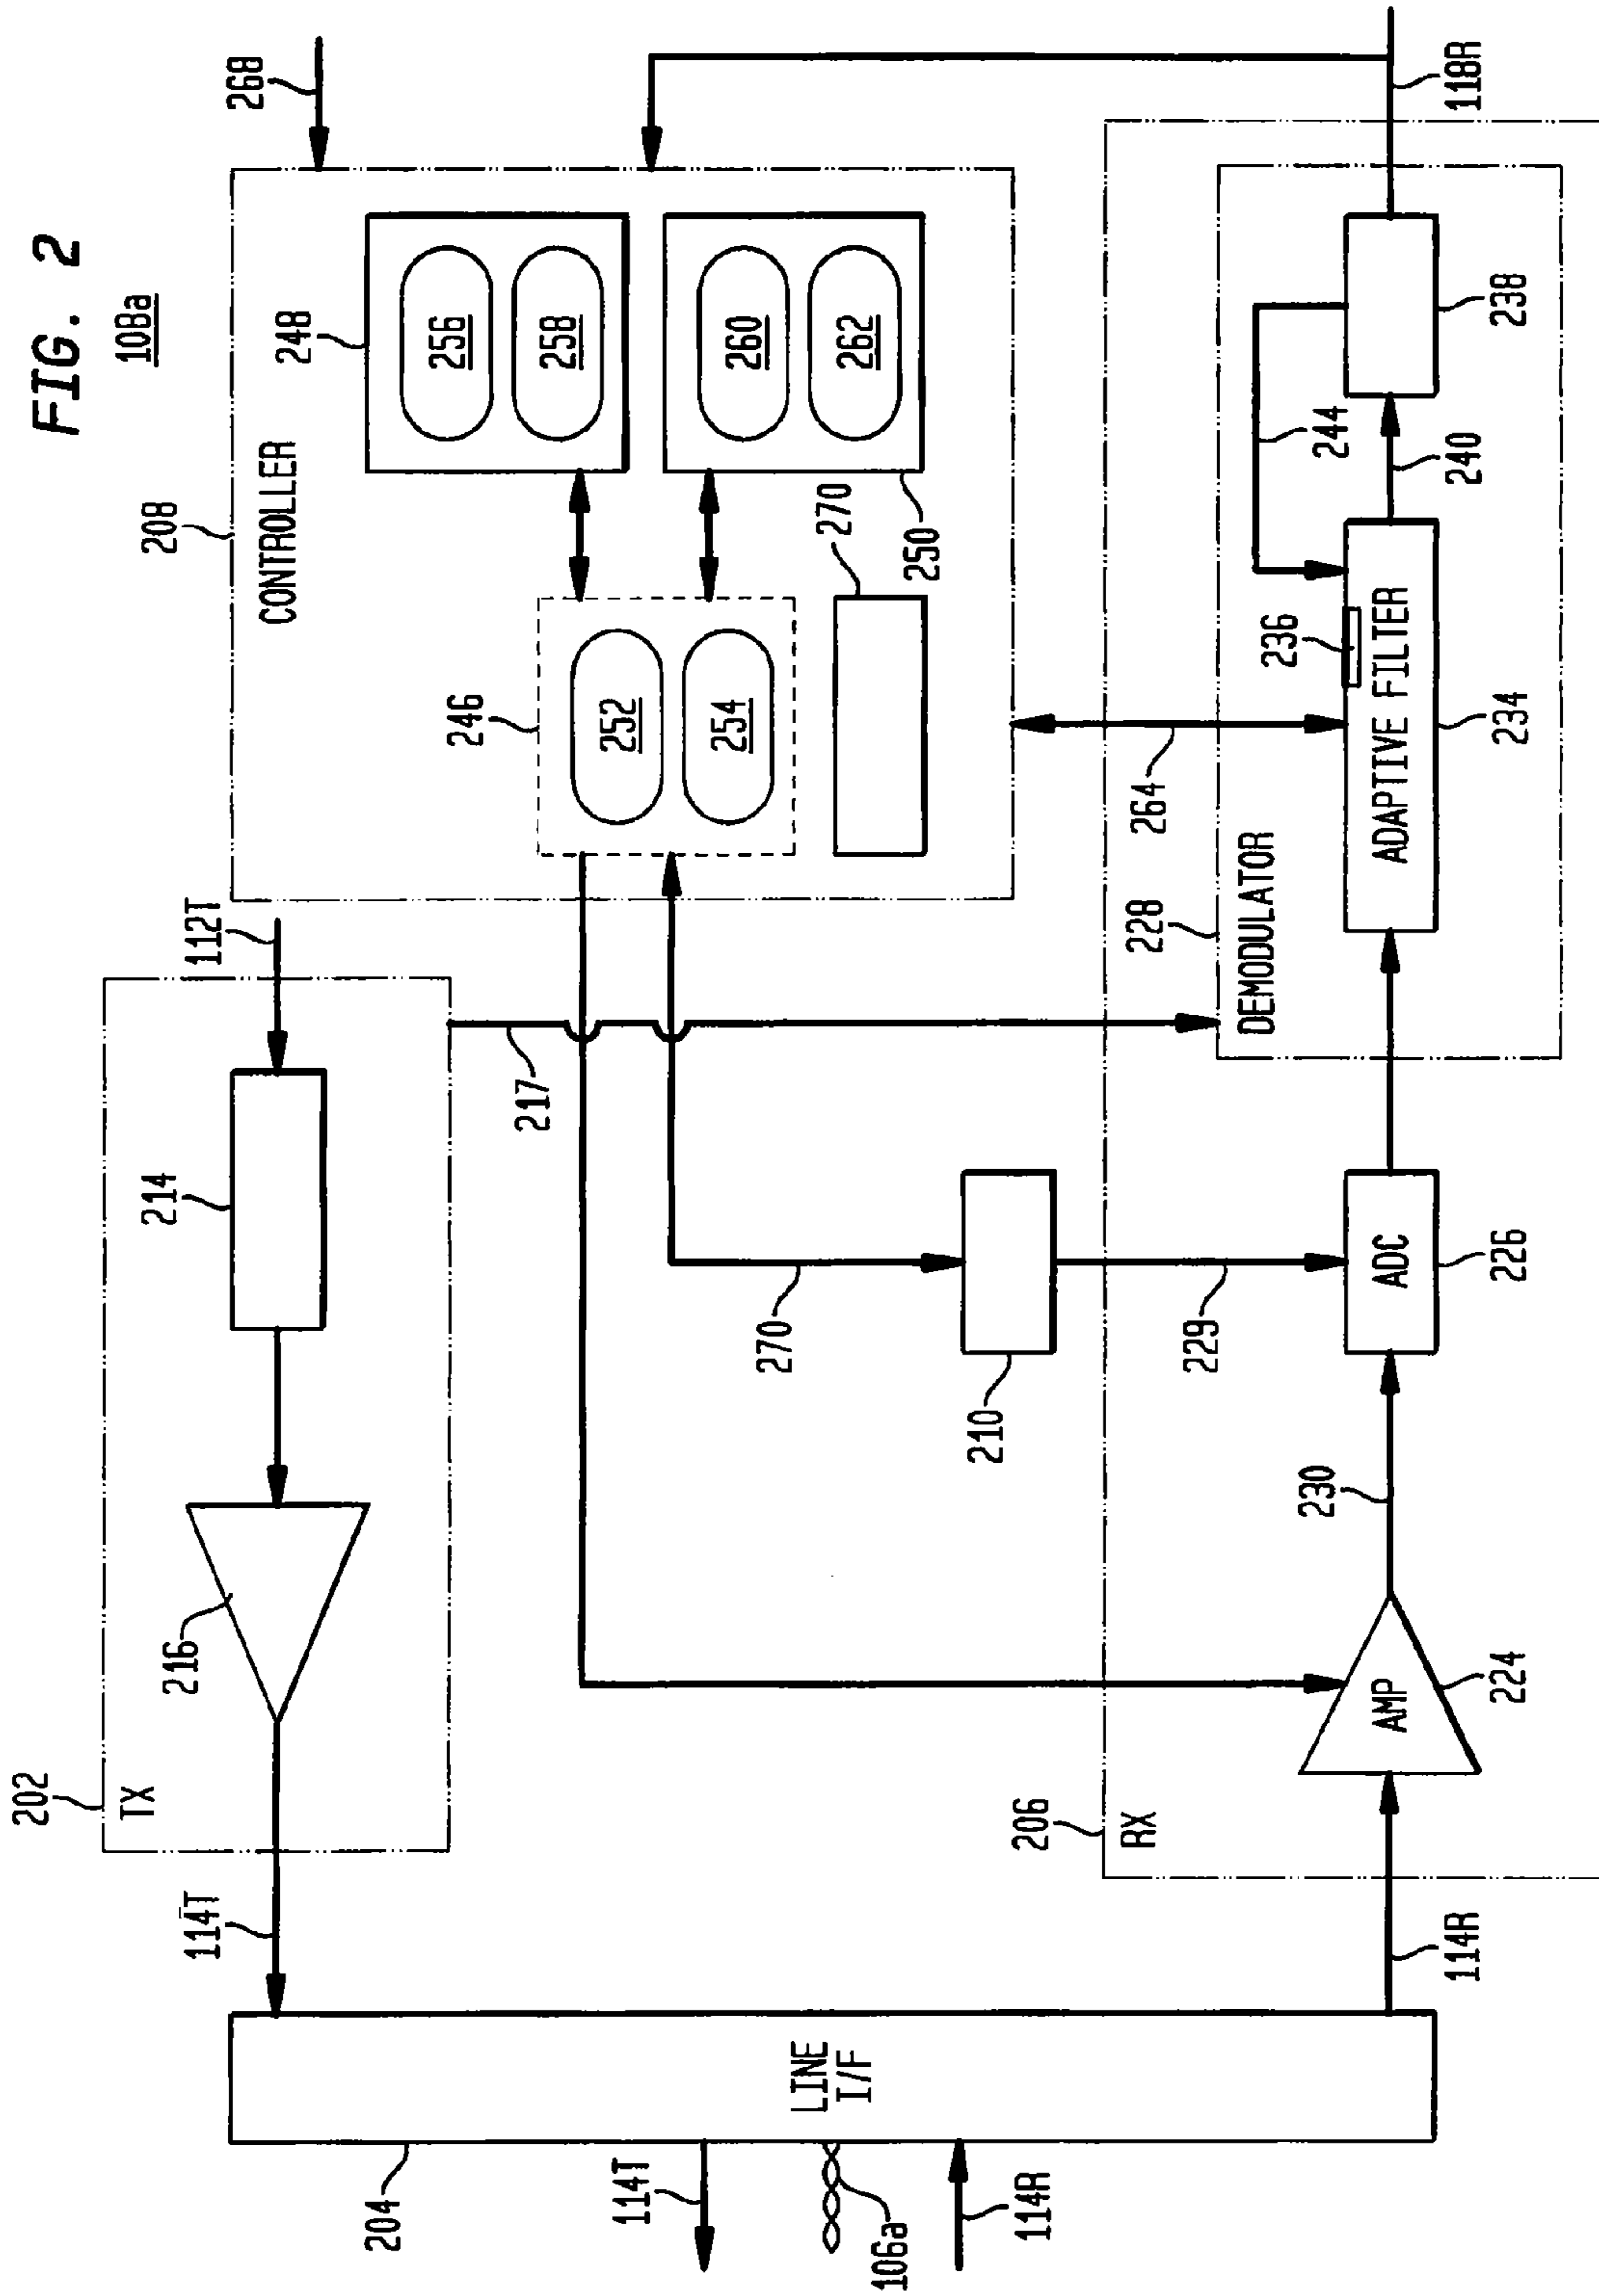 FIG. 2
108a
202
TX
216
214
112T
114T
217
208
CONTROLLER
268
246
252
254
248
256
258
260
262
250
270
204
LINE
I/F
114T
106a
114R
270
210
229
264
206
RX
114R
AMP
224
230
ADC
226
228
DEMODULATOR
236
ADAPTIVE FILTER
234
244
240
238
118R